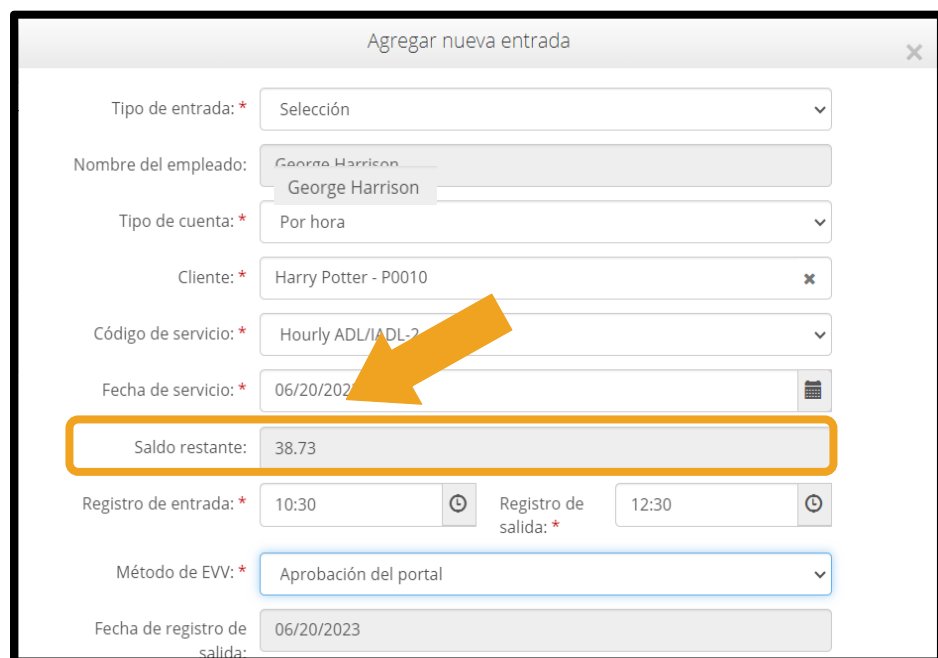 Agregar nueva entrada
Tipo de entrada: * Selección
Nombre del empleado: George Harrison
George Harrison
Tipo de cuenta: * Por hora
Cliente: * Harry Potter - P0010
Código de servicio: * Hourly ADL/IADL-2
Fecha de servicio: * 06/20/202
Saldo restante: 38.73
Registro de entrada: * 10:30 Registro de salida: * 12:30
Método de EVV: * Aprobación del portal
Fecha de registro de salida: 06/20/2023